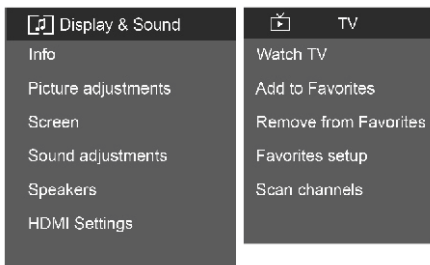 Display & Sound
Info
Picture adjustments
Screen
Sound adjustments
Speakers
HDMI Settings
TV
Watch TV
Add to Favorites
Remove from Favorites
Favorites setup
Scan channels